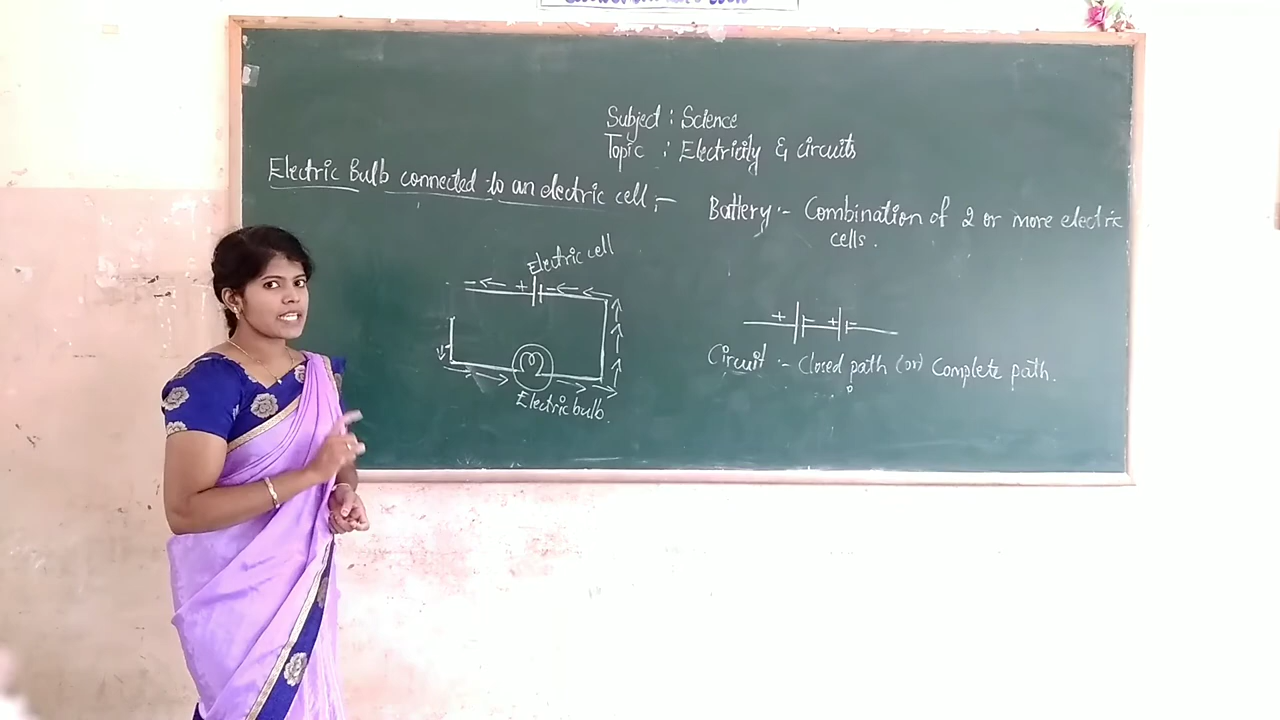 Subject : Science
Topic : Electricity & circuits
Electric Bulb connected to an electric cell :-
Electric cell
+ -
Electric bulb.
Battery :- Combination of 2 or more electric
cells.
+ - + -
Circuit :- Closed path (or) Complete path.